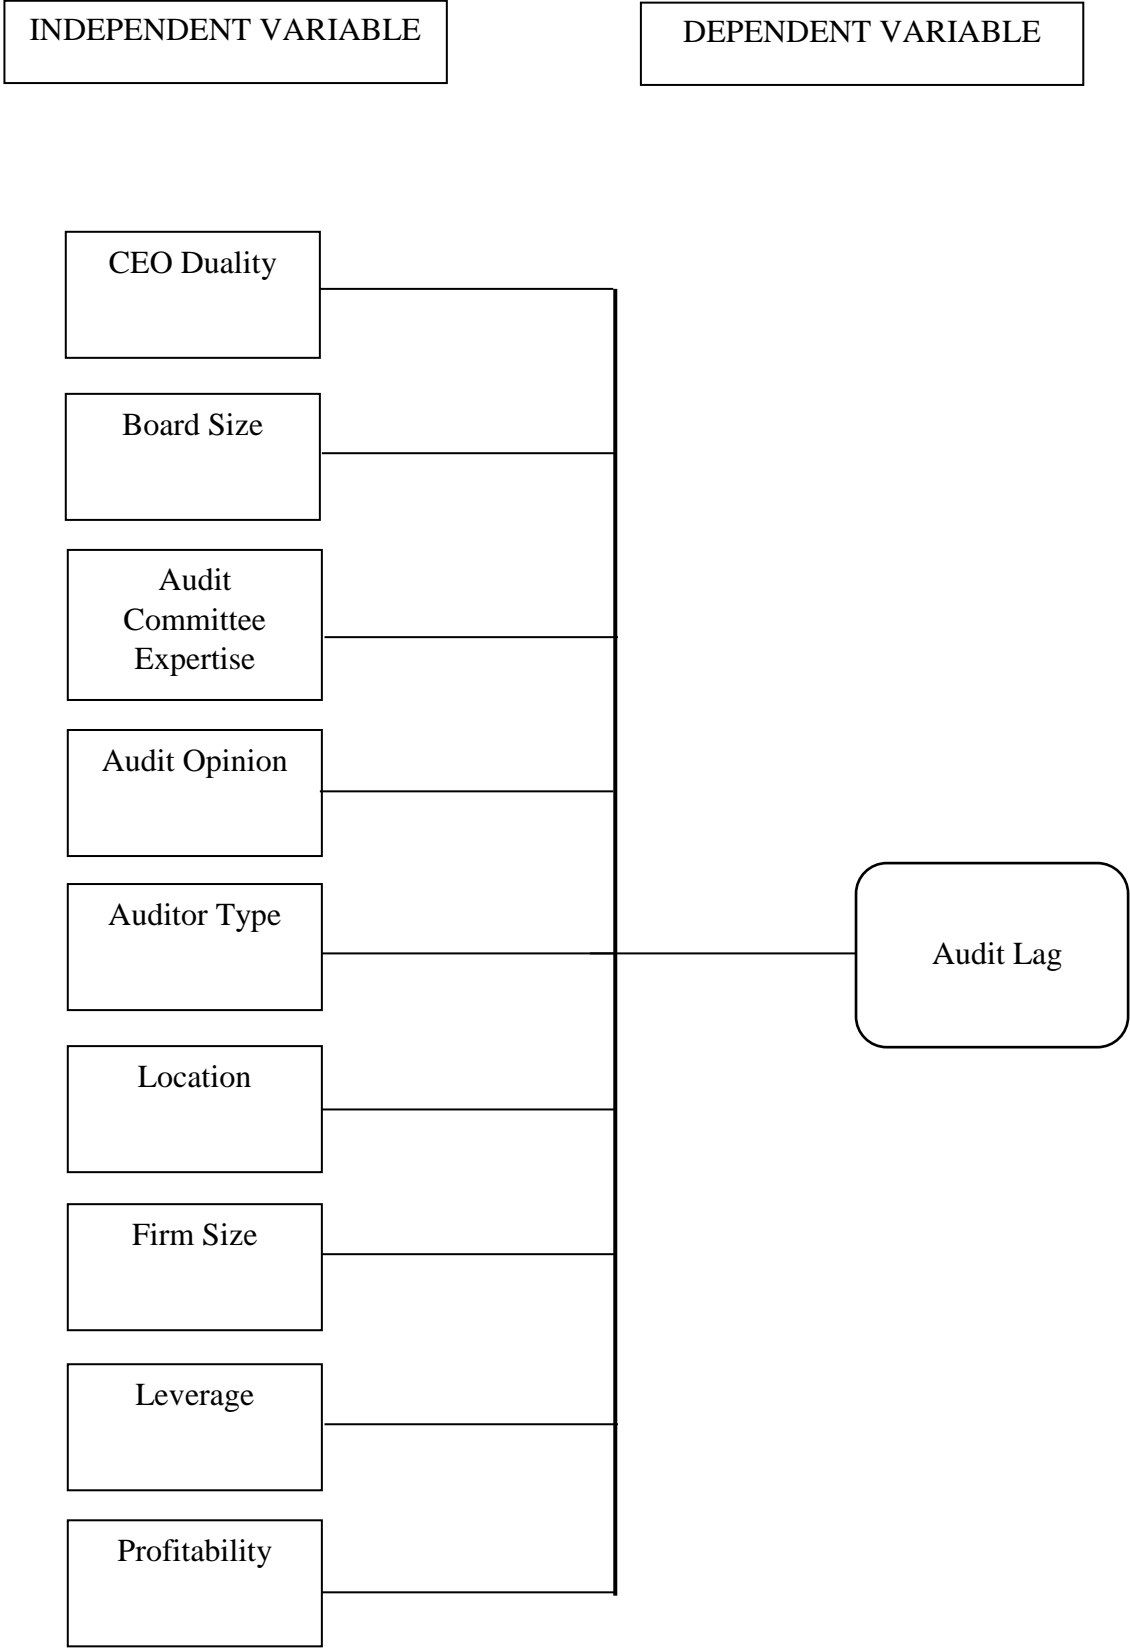 INDEPENDENT VARIABLE
DEPENDENT VARIABLE
CEO Duality
Board Size
Audit
Committee
Expertise
Audit Opinion
Auditor Type
Audit Lag
Location
Firm Size
Leverage
Profitability